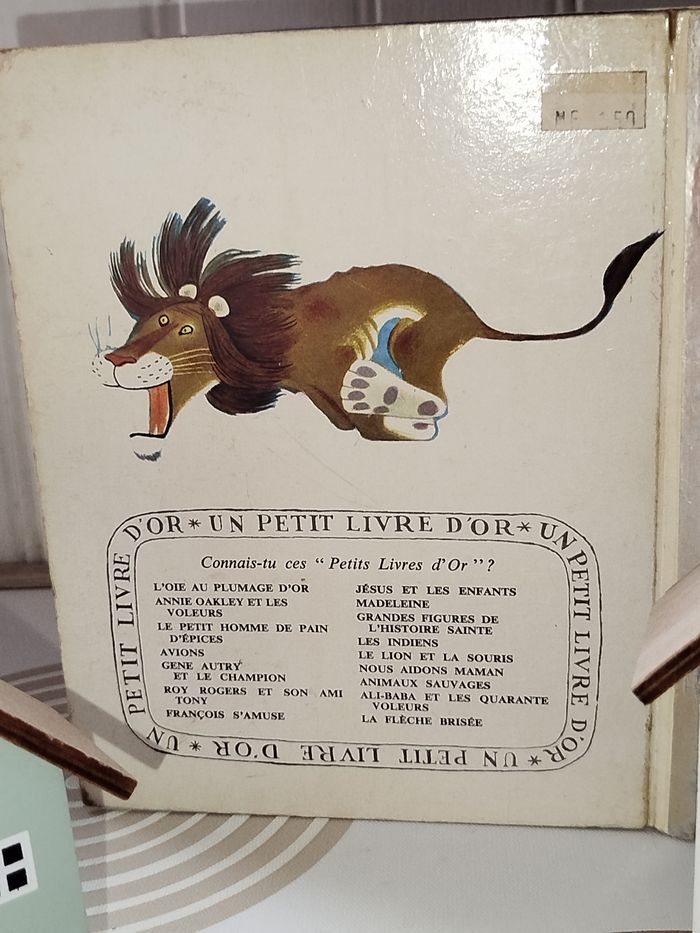 UN PETIT LIVRE D'OR * UN PETIT LIVRE D'OR * UN PETIT LIVRE D'OR * UN PETIT LIVRE D'OR *
Connais-tu ces "Petits Livres d'Or"?
L'OIE AU PLUMAGE D'OR
ANNIE OAKLEY ET LES
VOLEURS
LE PETIT HOMME DE PAIN
D'ÉPICES
AVIONS
GENE AUTRY
ET LE CHAMPION
ROY ROGERS ET SON AMI
TONY
FRANÇOIS S'AMUSE
JÉSUS ET LES ENFANTS
MADELEINE
GRANDES FIGURES DE
L'HISTOIRE SAINTE
LES INDIENS
LE LION ET LA SOURIS
NOUS AIDONS MAMAN
ANIMAUX SAUVAGES
ALI-BABA ET LES QUARANTE
VOLEURS
LA FLÈCHE BRISÉE